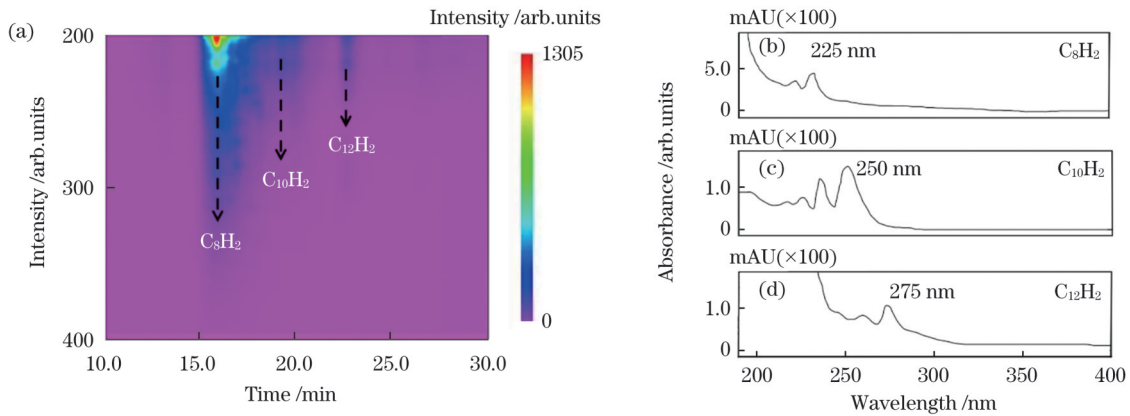 (a)
Intensity /arb.units
1305
0
200
300
400
Intensity /arb.units
C₈H₂
C₁₀H₂
C₁₂H₂
10.0 15.0 20.0 25.0 30.0
Time /min
mAU(×100)
(b) 225 nm C₈H₂
5.0
0
mAU(×100)
(c) 250 nm C₁₀H₂
1.0
0
mAU(×100)
(d) 275 nm C₁₂H₂
1.0
0
Absorbance /arb.units
200 250 300 350 400
Wavelength /nm